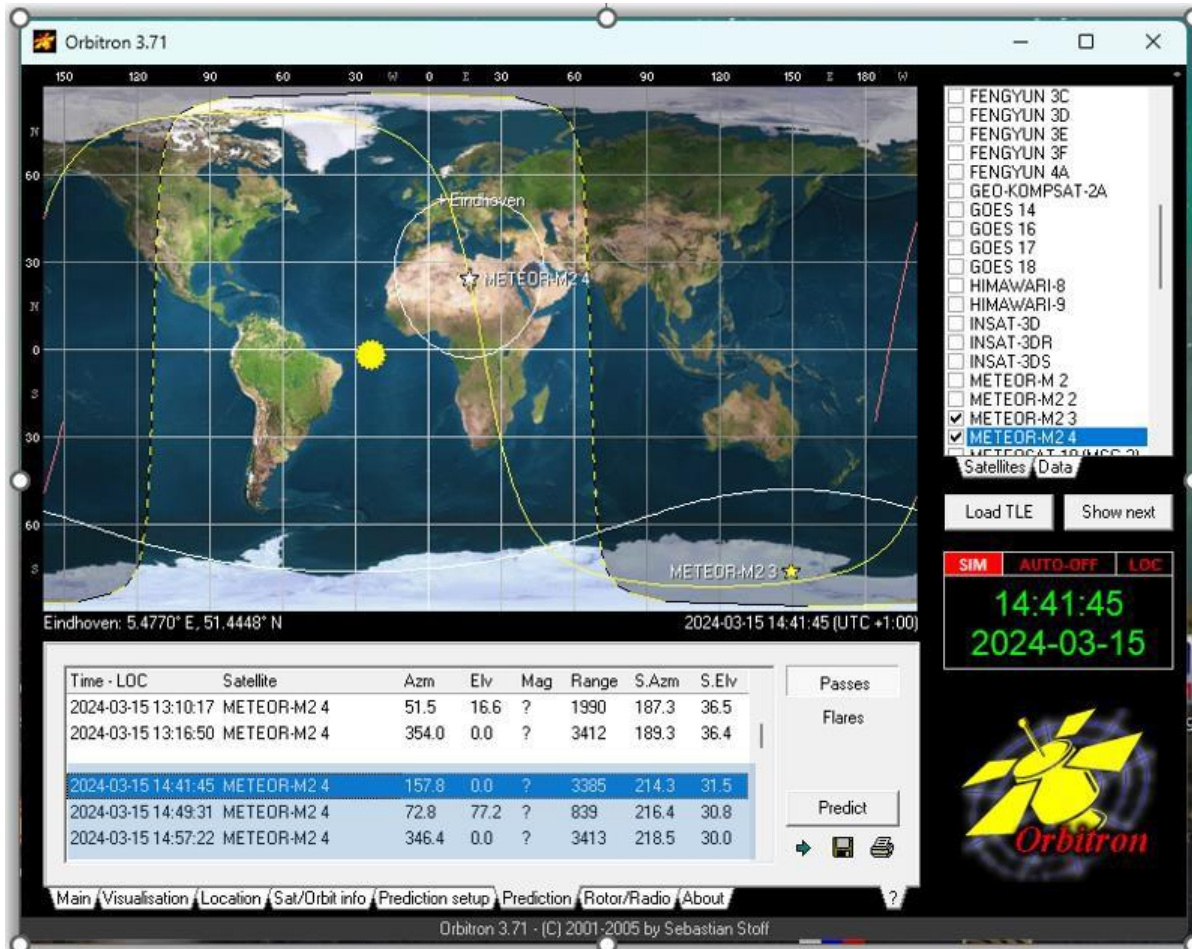 Orbitron 3.71
150 120 90 60 30 W 0 E 30 60 90 120 150 E 180 W
N
60
30
N
0
S
30
60
S
Eindhoven
METEOR-M2 4
METEOR-M2 3
Eindhoven: 5.4770° E, 51.4448° N
2024-03-15 14:41:45 (UTC +1:00)
FENGYUN 3C
FENGYUN 3D
FENGYUN 3E
FENGYUN 3F
FENGYUN 4A
GEO-KOMPSAT-2A
GOES 14
GOES 16
GOES 17
GOES 18
HIMAWARI-8
HIMAWARI-9
INSAT-3D
INSAT-3DR
INSAT-3DS
METEOR-M 2
METEOR-M2 2
METEOR-M2 3
METEOR-M2 4
Satellites Data
Load TLE Show next
SIM AUTO-OFF LOC
14:41:45
2024-03-15
Time - LOC Satellite Azm Elv Mag Range S.Azm S.Elv
2024-03-15 13:10:17 METEOR-M2 4 51.5 16.6 ? 1990 187.3 36.5
2024-03-15 13:16:50 METEOR-M2 4 354.0 0.0 ? 3412 189.3 36.4
2024-03-15 14:41:45 METEOR-M2 4 157.8 0.0 ? 3385 214.3 31.5
2024-03-15 14:49:31 METEOR-M2 4 72.8 77.2 ? 839 216.4 30.8
2024-03-15 14:57:22 METEOR-M2 4 346.4 0.0 ? 3413 218.5 30.0
Passes
Flares
Predict
Orbitron
Main Visualisation Location Sat/Orbit info Prediction setup Prediction Rotor/Radio About ?
Orbitron 3.71 - (C) 2001-2005 by Sebastian Stoff